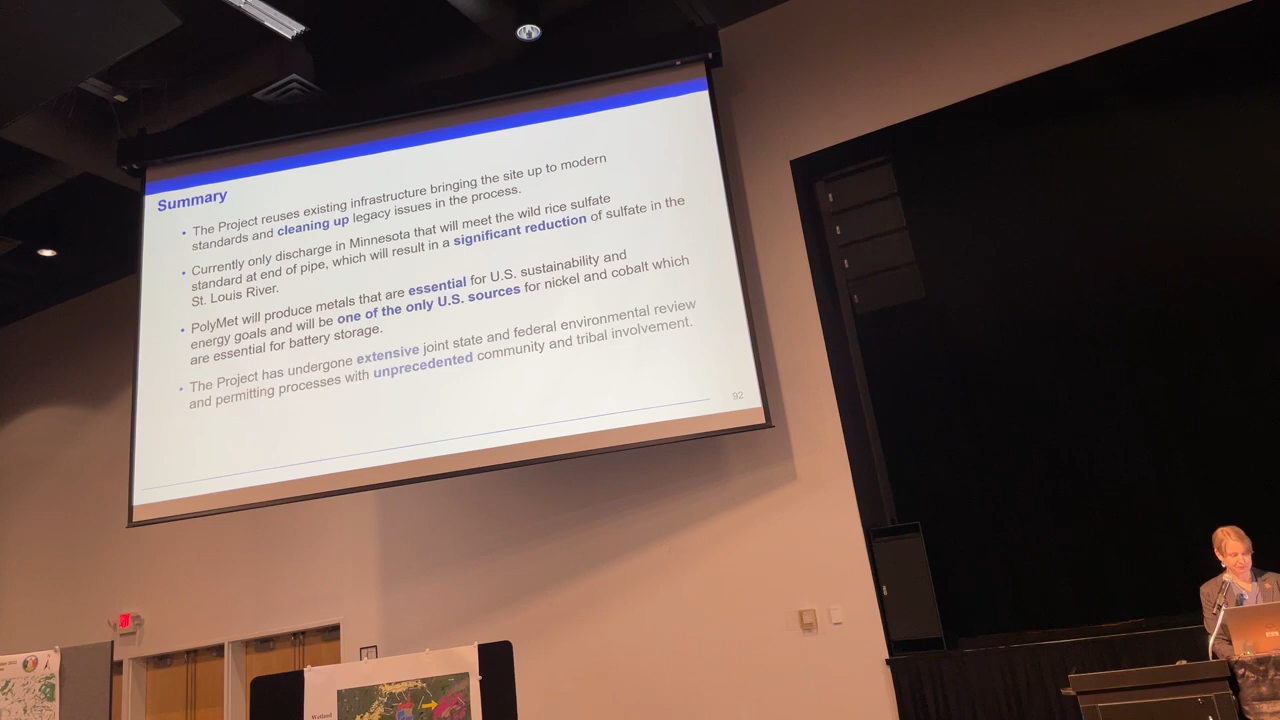 Summary
• The Project reuses existing infrastructure bringing the site up to modern
standards and cleaning up legacy issues in the process.
• Currently only discharge in Minnesota that will meet the wild rice sulfate
standard at end of pipe, which will result in a significant reduction of sulfate in the
St. Louis River.
• PolyMet will produce metals that are essential for U.S. sustainability and
energy goals and will be one of the only U.S. sources for nickel and cobalt which
are essential for battery storage.
• The Project has undergone extensive joint state and federal environmental review
and permitting processes with unprecedented community and tribal involvement.
92
EXIT
Wetland